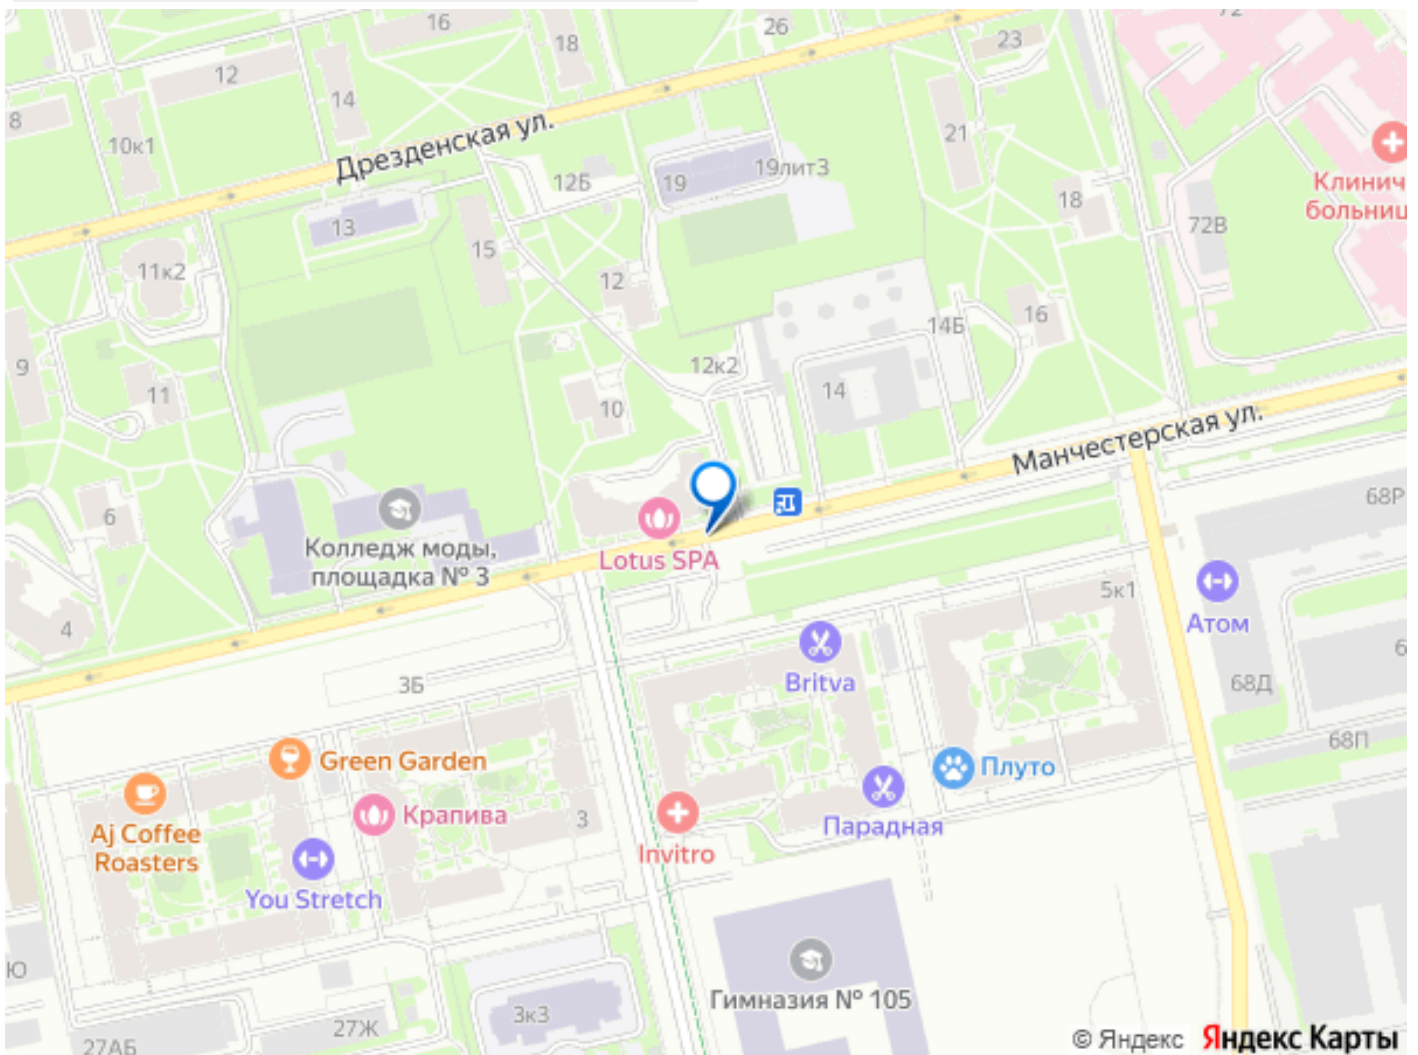 16
26
72
18
23
12
14
8
10к1
21
Дрезденская ул.
12Б
19
19лит3
Клинич
больниц
18
13
72В
15
11к2
12
16
14Б
9
12к2
14
11
10
Манчестерская ул.
68Р
6
Колледж моды,
площадка № 3
Lotus SPA
5к1
Атом
4
6
3Б
Britva
68Д
68П
Green Garden
Плуто
Aj Coffee
Roasters
Крапива
3
Парадная
Invitro
You Stretch
Ю
Гимназия № 105
3к3
27Ж
27АБ
© Яндекс Яндекс Карты